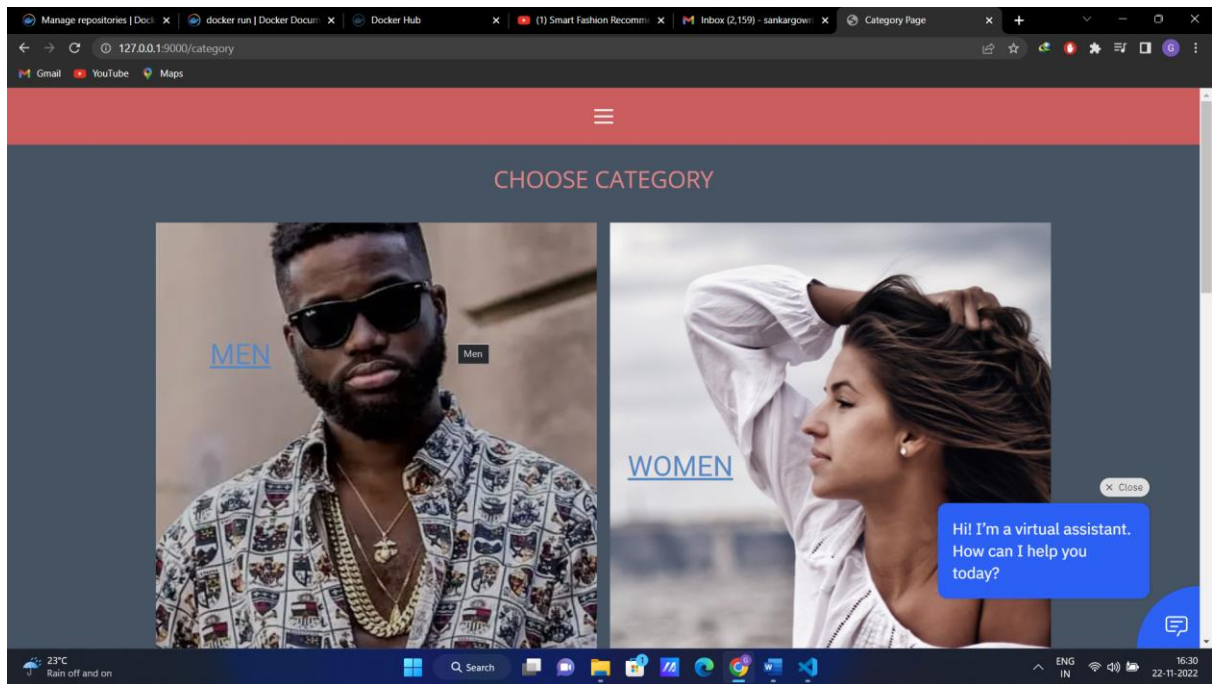 Manage repositories | Dock
docker run | Docker Docum
Docker Hub
(1) Smart Fashion Recomm
Inbox (2,159) - sankargown
Category Page
127.0.0.1:9000/category
G
Gmail
YouTube
Maps
CHOOSE CATEGORY
MEN
Men
WOMEN
Close
Hi! I'm a virtual assistant.
How can I help you
today?
23°C
Rain off and on
Search
ENG
IN
16:30
22-11-2022